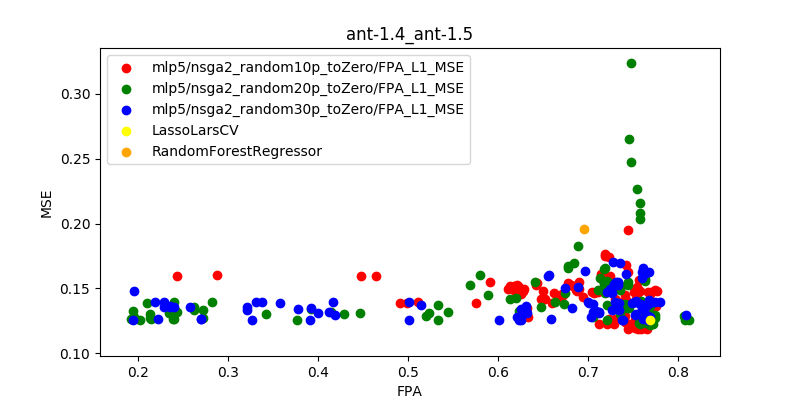 ant-1.4_ant-1.5
mlp5/nsga2_random10p_toZero/FPA_L1_MSE
mlp5/nsga2_random20p_toZero/FPA_L1_MSE
mlp5/nsga2_random30p_toZero/FPA_L1_MSE
LassoLarsCV
RandomForestRegressor
MSE
0.30
0.25
0.20
0.15
0.10
0.2 0.3 0.4 0.5 0.6 0.7 0.8
FPA